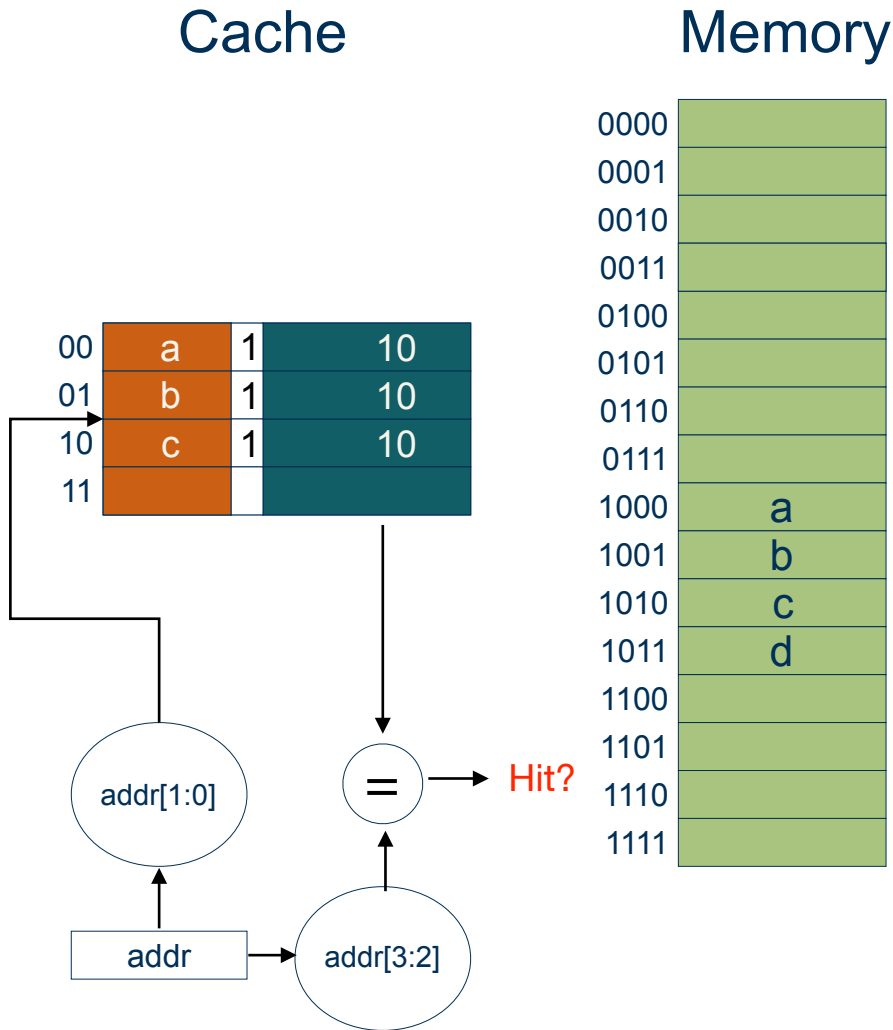 Cache
Memory
0000
0001
0010
0011
0100
0101
0110
0111
1000 a
1001 b
1010 c
1011 d
1100
1101
1110
1111
00 a 1 10
01 b 1 10
10 c 1 10
11
addr[1:0]
=
Hit?
addr
addr[3:2]